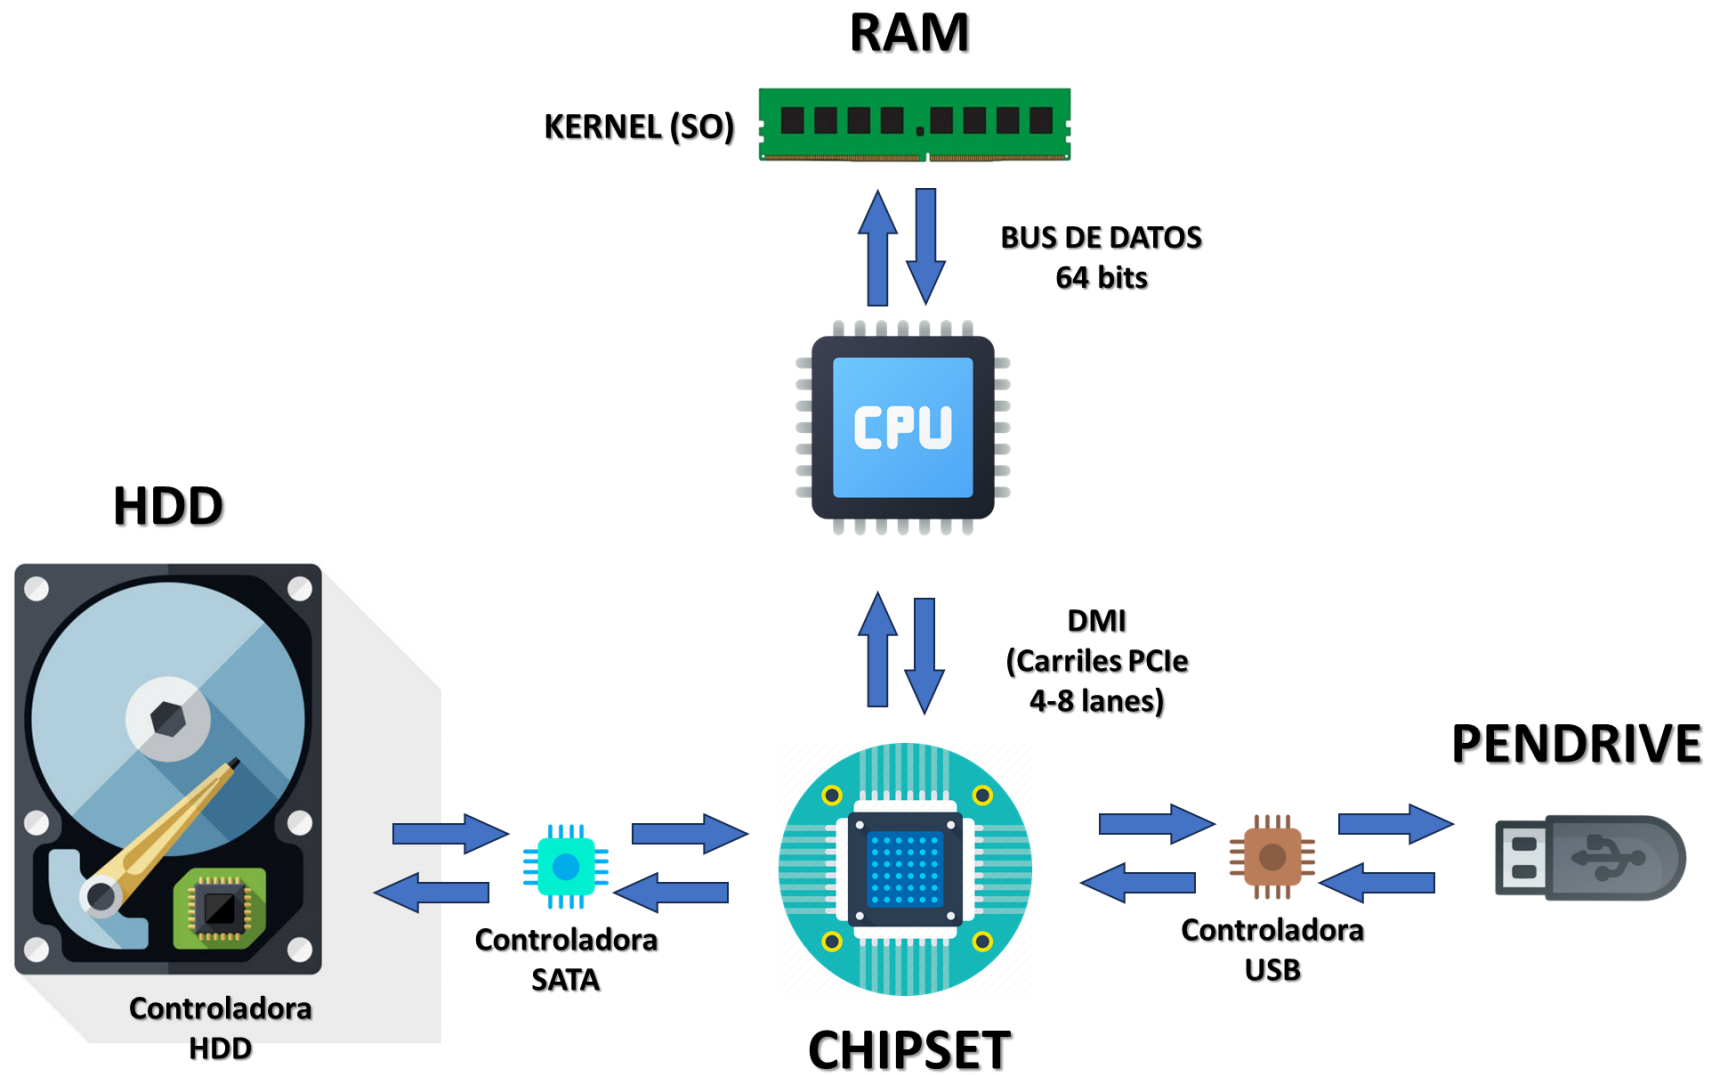 RAM
KERNEL (SO)
BUS DE DATOS
64 bits
CPU
HDD
DMI
(Carriles PCIe
4-8 lanes)
PENDRIVE
Controladora
SATA
Controladora
USB
Controladora
HDD
CHIPSET